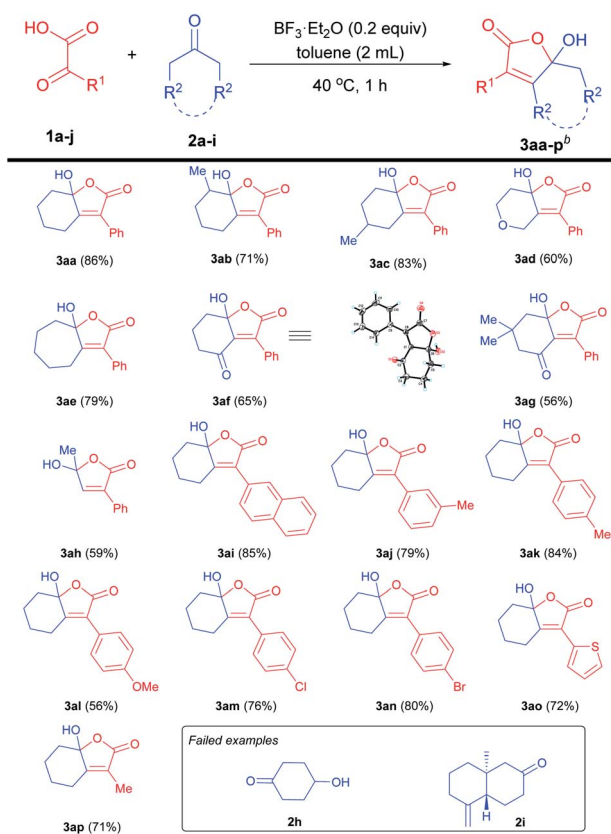 HO O
O R¹
+
O
R² R²
BF₃·Et₂O (0.2 equiv)
toluene (2 mL)
40 °C, 1 h
O O OH
R¹ R² R²
1a-j 2a-i 3aa-pᵇ
HO O O Ph
Me HO O O Ph
HO O O Me Ph
HO O O O Ph
3aa (86%) 3ab (71%) 3ac (83%) 3ad (60%)
HO O O Ph
HO O O O Ph
Me Me HO O O O Ph
3ae (79%) 3af (65%) 3ag (56%)
Me HO O O Ph
HO O O
HO O O Me
HO O O Me
3ah (59%) 3ai (85%) 3aj (79%) 3ak (84%)
HO O O OMe
HO O O Cl
HO O O Br
HO O O S
3al (56%) 3am (76%) 3an (80%) 3ao (72%)
HO O O Me
3ap (71%)
Failed examples
O OH
O
H
2h 2i